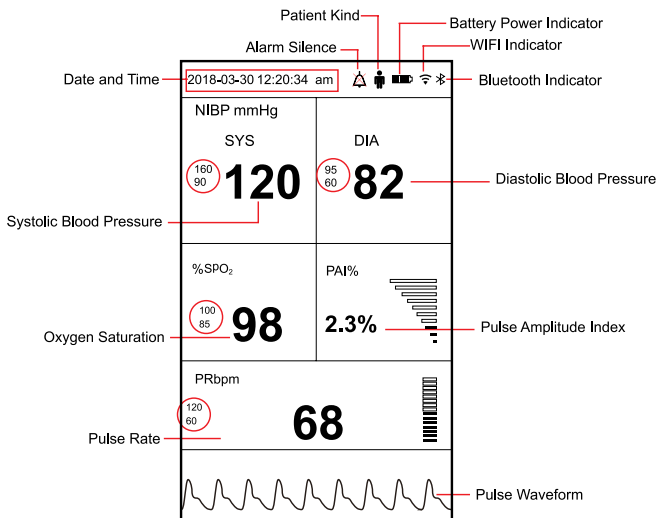 Patient Kind
Battery Power Indicator
Alarm Silence
WIFI Indicator
Date and Time
2018-03-30 12:20:34 am
Bluetooth Indicator
NIBP mmHg
SYS
DIA
160
90
120
95
60
82
Diastolic Blood Pressure
Systolic Blood Pressure
%SPO₂
PAI%
100
85
98
2.3%
Pulse Amplitude Index
Oxygen Saturation
PRbpm
120
60
68
Pulse Rate
Pulse Waveform